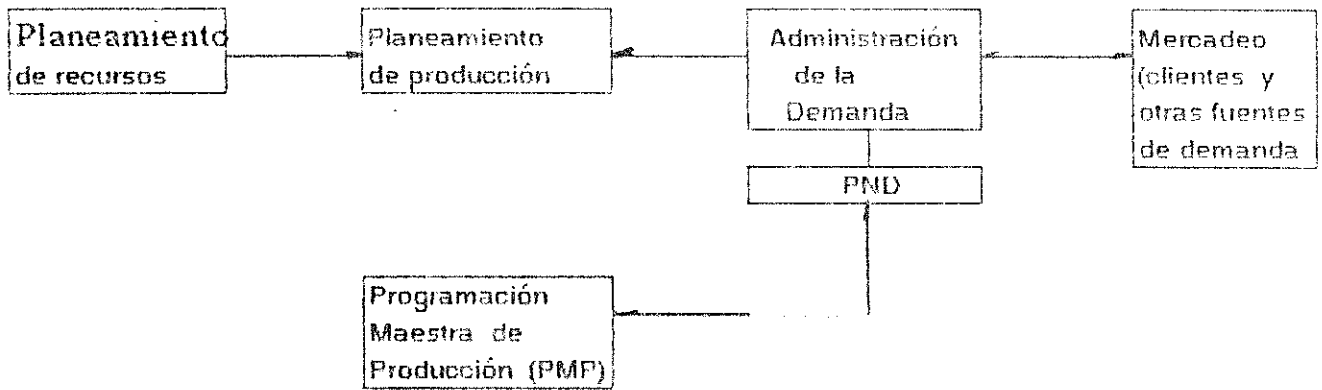 Planeamiento
de recursos
Planeamiento
de producción
Administración
de la
Demanda
Mercadeo
(clientes y
otras fuentes
de demanda
PND
Programación
Maestra de
Producción (PMP)